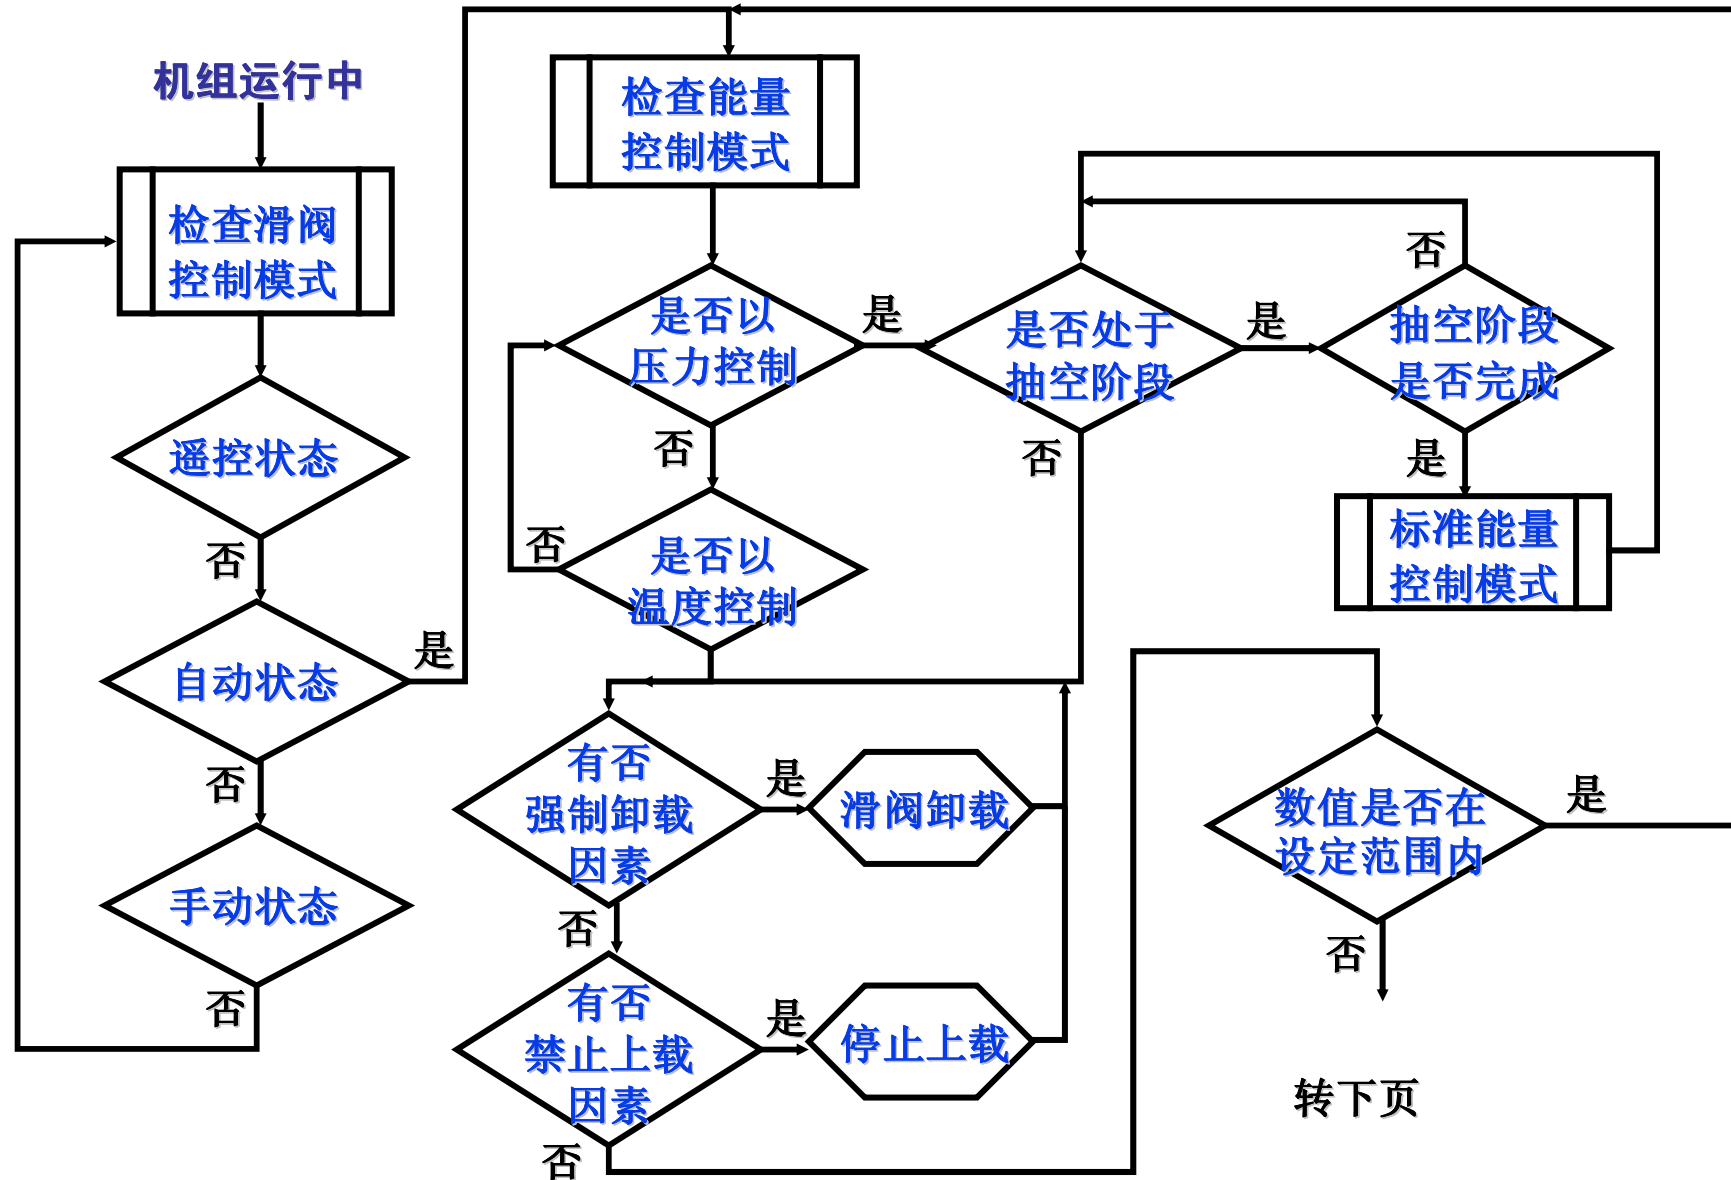 机组运行中
检查滑阀
控制模式
遥控状态
否
自动状态
是
否
手动状态
否
检查能量
控制模式
是否以
压力控制
是
否
是否以
温度控制
否
是否处于
抽空阶段
是
否
抽空阶段
是否完成
否
是
标准能量
控制模式
有否
强制卸载
因素
是
滑阀卸载
否
有否
禁止上载
因素
是
停止上载
否
数值是否在
设定范围内
是
否
转下页